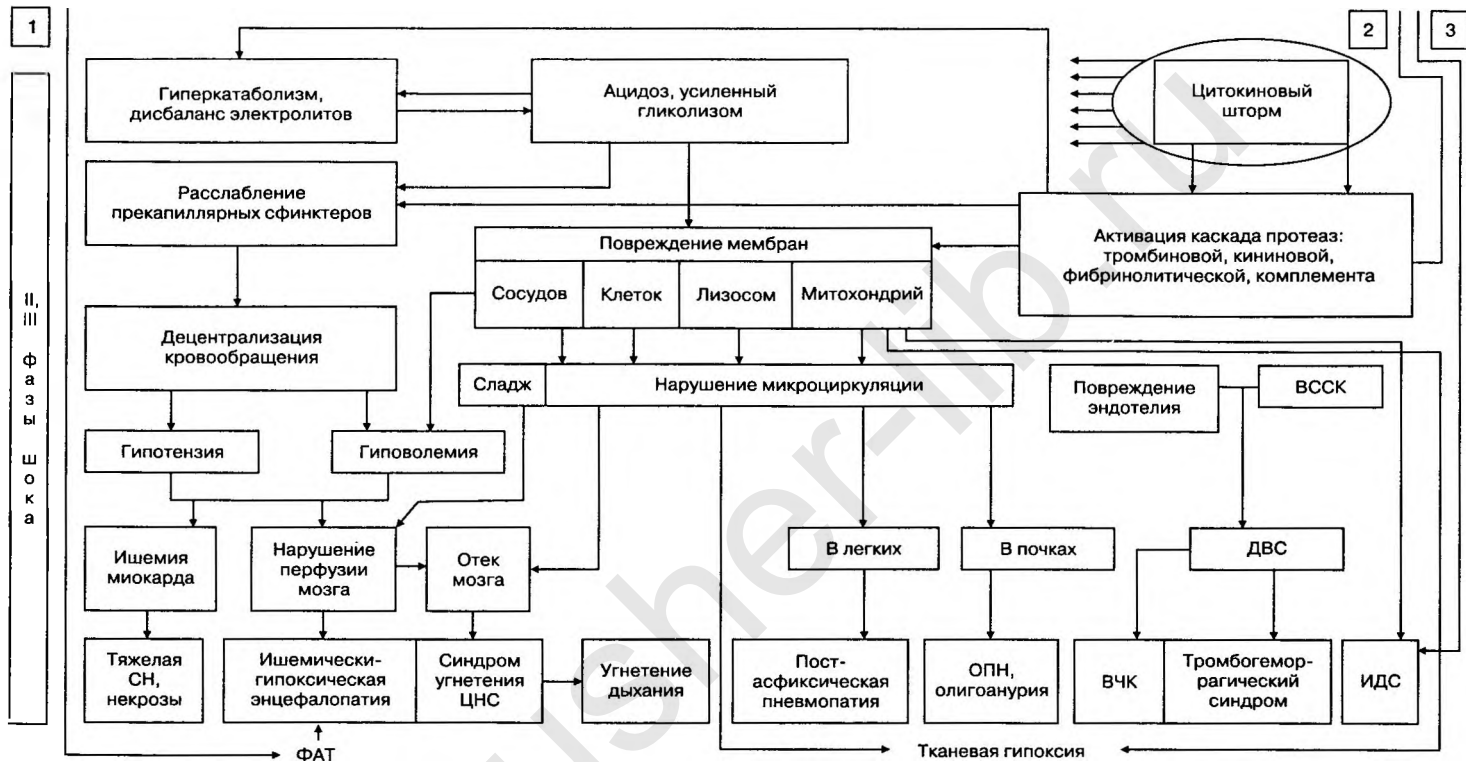 1
2
3
II,
III
ф
а
з
ы
ш
о
к
а
Гиперкатаболизм,
дисбаланс электролитов
Ацидоз, усиленный
гликолизом
Цитокиновый
шторм
Расслабление
прекапиллярных сфинктеров
Активация каскада протеаз:
тромбиновой, кининовой,
фибринолитической, комплемента
Повреждение мембран
Сосудов
Клеток
Лизосом
Митохондрий
Децентрализация
кровообращения
Сладж
Нарушение микроциркуляции
Повреждение
эндотелия
ВССК
Гипотензия
Гиповолемия
Ишемия
миокарда
Нарушение
перфузии
мозга
Отек
мозга
В легких
В почках
ДВС
Тяжелая
СН,
некрозы
Ишемически-
гипоксическая
энцефалопатия
Синдром
угнетения
ЦНС
Угнетение
дыхания
Пост-
асфиксическая
пневмопатия
ОПН,
олигоанурия
ВЧК
Тромбогемор-
рагический
синдром
ИДС
ФАТ
Тканевая гипоксия
usher-lib.ru